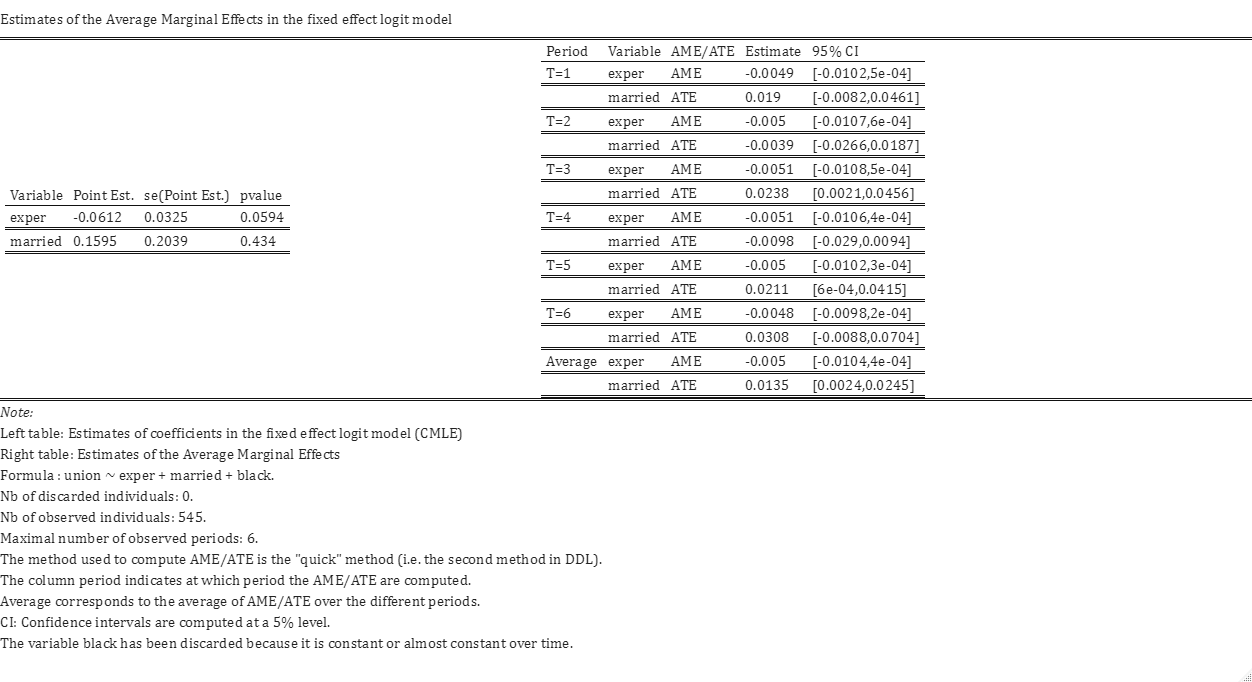 Estimates of the Average Marginal Effects in the fixed effect logit model
Variable Point Est. se(Point Est.) pvalue
exper -0.0612 0.0325 0.0594
married 0.1595 0.2039 0.434
Period Variable AME/ATE Estimate 95% CI
T=1 exper AME -0.0049 [-0.0102,5e-04]
married ATE 0.019 [-0.0082,0.0461]
T=2 exper AME -0.005 [-0.0107,6e-04]
married ATE -0.0039 [-0.0266,0.0187]
T=3 exper AME -0.0051 [-0.0108,5e-04]
married ATE 0.0238 [0.0021,0.0456]
T=4 exper AME -0.0051 [-0.0106,4e-04]
married ATE -0.0098 [-0.029,0.0094]
T=5 exper AME -0.005 [-0.0102,3e-04]
married ATE 0.0211 [6e-04,0.0415]
T=6 exper AME -0.0048 [-0.0098,2e-04]
married ATE 0.0308 [-0.0088,0.0704]
Average exper AME -0.005 [-0.0104,4e-04]
married ATE 0.0135 [0.0024,0.0245]
Note:
Left table: Estimates of coefficients in the fixed effect logit model (CMLE)
Right table: Estimates of the Average Marginal Effects
Formula : union ~ exper + married + black.
Nb of discarded individuals: 0.
Nb of observed individuals: 545.
Maximal number of observed periods: 6.
The method used to compute AME/ATE is the "quick" method (i.e. the second method in DDL).
The column period indicates at which period the AME/ATE are computed.
Average corresponds to the average of AME/ATE over the different periods.
CI: Confidence intervals are computed at a 5% level.
The variable black has been discarded because it is constant or almost constant over time.